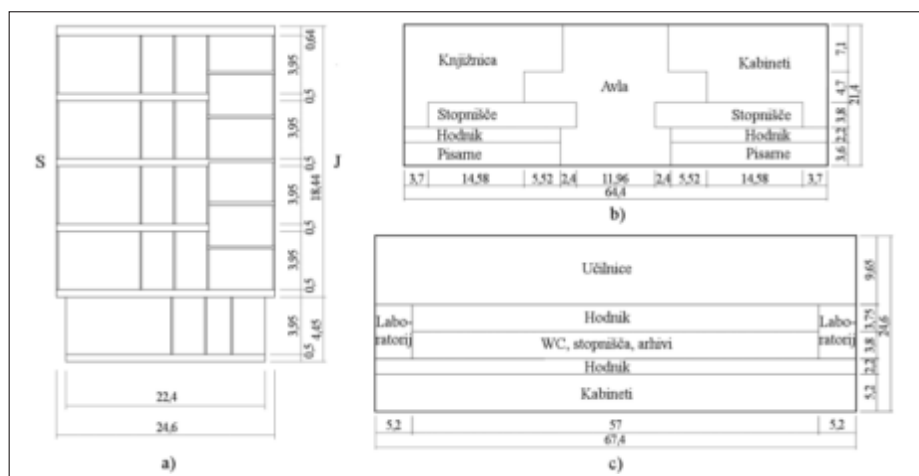 S
J
0,64
3,95
0,5
3,95
0,5
3,95
0,5
3,95
0,5
3,95
0,5
18,44
4,45
22,4
24,6
a)
Knjižnica
Kabineti
Avla
Stopnišče
Stopnišče
Hodnik
Hodnik
Pisarne
Pisarne
7,1
4,7
3,8
2,2
3,6
21,4
3,7
14,58
5,52
2,4
11,96
2,4
5,52
14,58
3,7
64,4
b)
Učilnice
Labo-
ratorij
Hodnik
Labo-
ratorij
WC, stopnišča, arhivi
Hodnik
Kabineti
9,65
3,75
3,8
2,2
5,2
24,6
5,2
57
5,2
67,4
c)